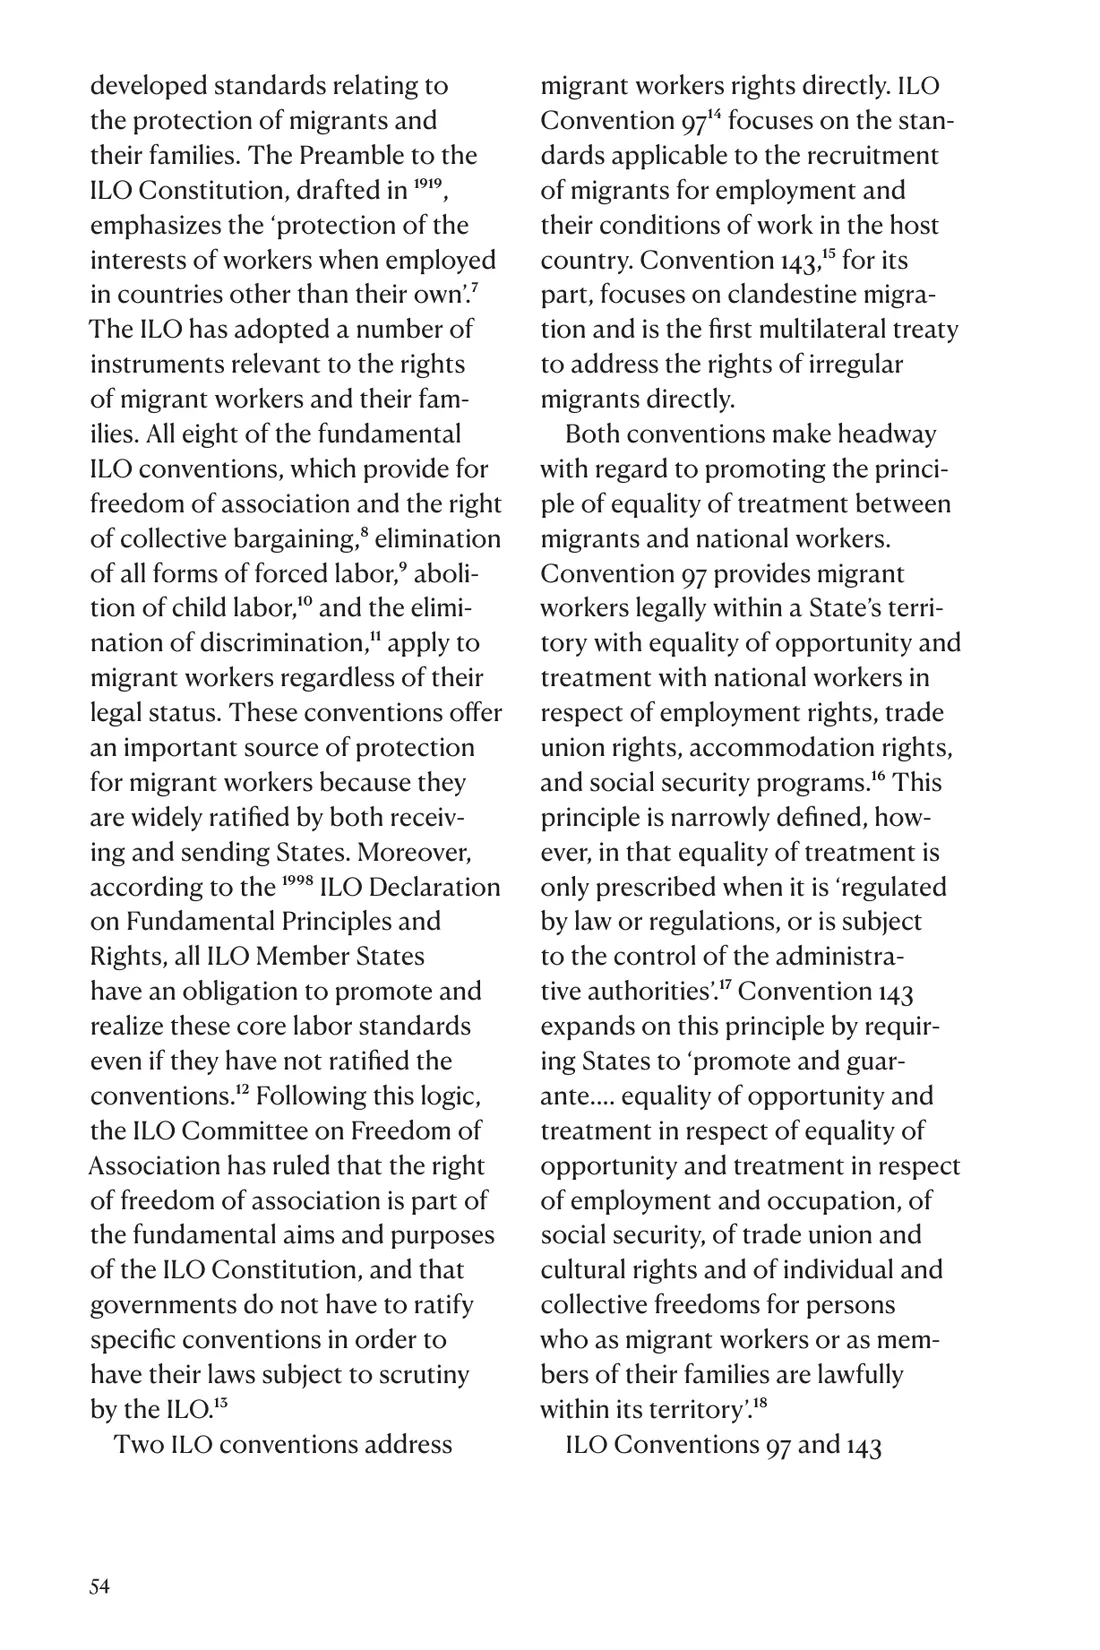 developed standards relating to
the protection of migrants and
their families. The Preamble to the
ILO Constitution, drafted in ¹⁹¹⁹,
emphasizes the ‘protection of the
interests of workers when employed
in countries other than their own’.⁷
The ILO has adopted a number of
instruments relevant to the rights
of migrant workers and their fam-
ilies. All eight of the fundamental
ILO conventions, which provide for
freedom of association and the right
of collective bargaining,⁸ elimination
of all forms of forced labor,⁹ aboli-
tion of child labor,¹⁰ and the elimi-
nation of discrimination,¹¹ apply to
migrant workers regardless of their
legal status. These conventions offer
an important source of protection
for migrant workers because they
are widely ratified by both receiv-
ing and sending States. Moreover,
according to the ¹⁹⁹⁸ ILO Declaration
on Fundamental Principles and
Rights, all ILO Member States
have an obligation to promote and
realize these core labor standards
even if they have not ratified the
conventions.¹² Following this logic,
the ILO Committee on Freedom of
Association has ruled that the right
of freedom of association is part of
the fundamental aims and purposes
of the ILO Constitution, and that
governments do not have to ratify
specific conventions in order to
have their laws subject to scrutiny
by the ILO.¹³
Two ILO conventions address
migrant workers rights directly. ILO
Convention 97¹⁴ focuses on the stan-
dards applicable to the recruitment
of migrants for employment and
their conditions of work in the host
country. Convention 143,¹⁵ for its
part, focuses on clandestine migra-
tion and is the first multilateral treaty
to address the rights of irregular
migrants directly.
Both conventions make headway
with regard to promoting the princi-
ple of equality of treatment between
migrants and national workers.
Convention 97 provides migrant
workers legally within a State’s terri-
tory with equality of opportunity and
treatment with national workers in
respect of employment rights, trade
union rights, accommodation rights,
and social security programs.¹⁶ This
principle is narrowly defined, how-
ever, in that equality of treatment is
only prescribed when it is ‘regulated
by law or regulations, or is subject
to the control of the administra-
tive authorities’.¹⁷ Convention 143
expands on this principle by requir-
ing States to ‘promote and guar-
ante.... equality of opportunity and
treatment in respect of equality of
opportunity and treatment in respect
of employment and occupation, of
social security, of trade union and
cultural rights and of individual and
collective freedoms for persons
who as migrant workers or as mem-
bers of their families are lawfully
within its territory’.¹⁸
ILO Conventions 97 and 143
54